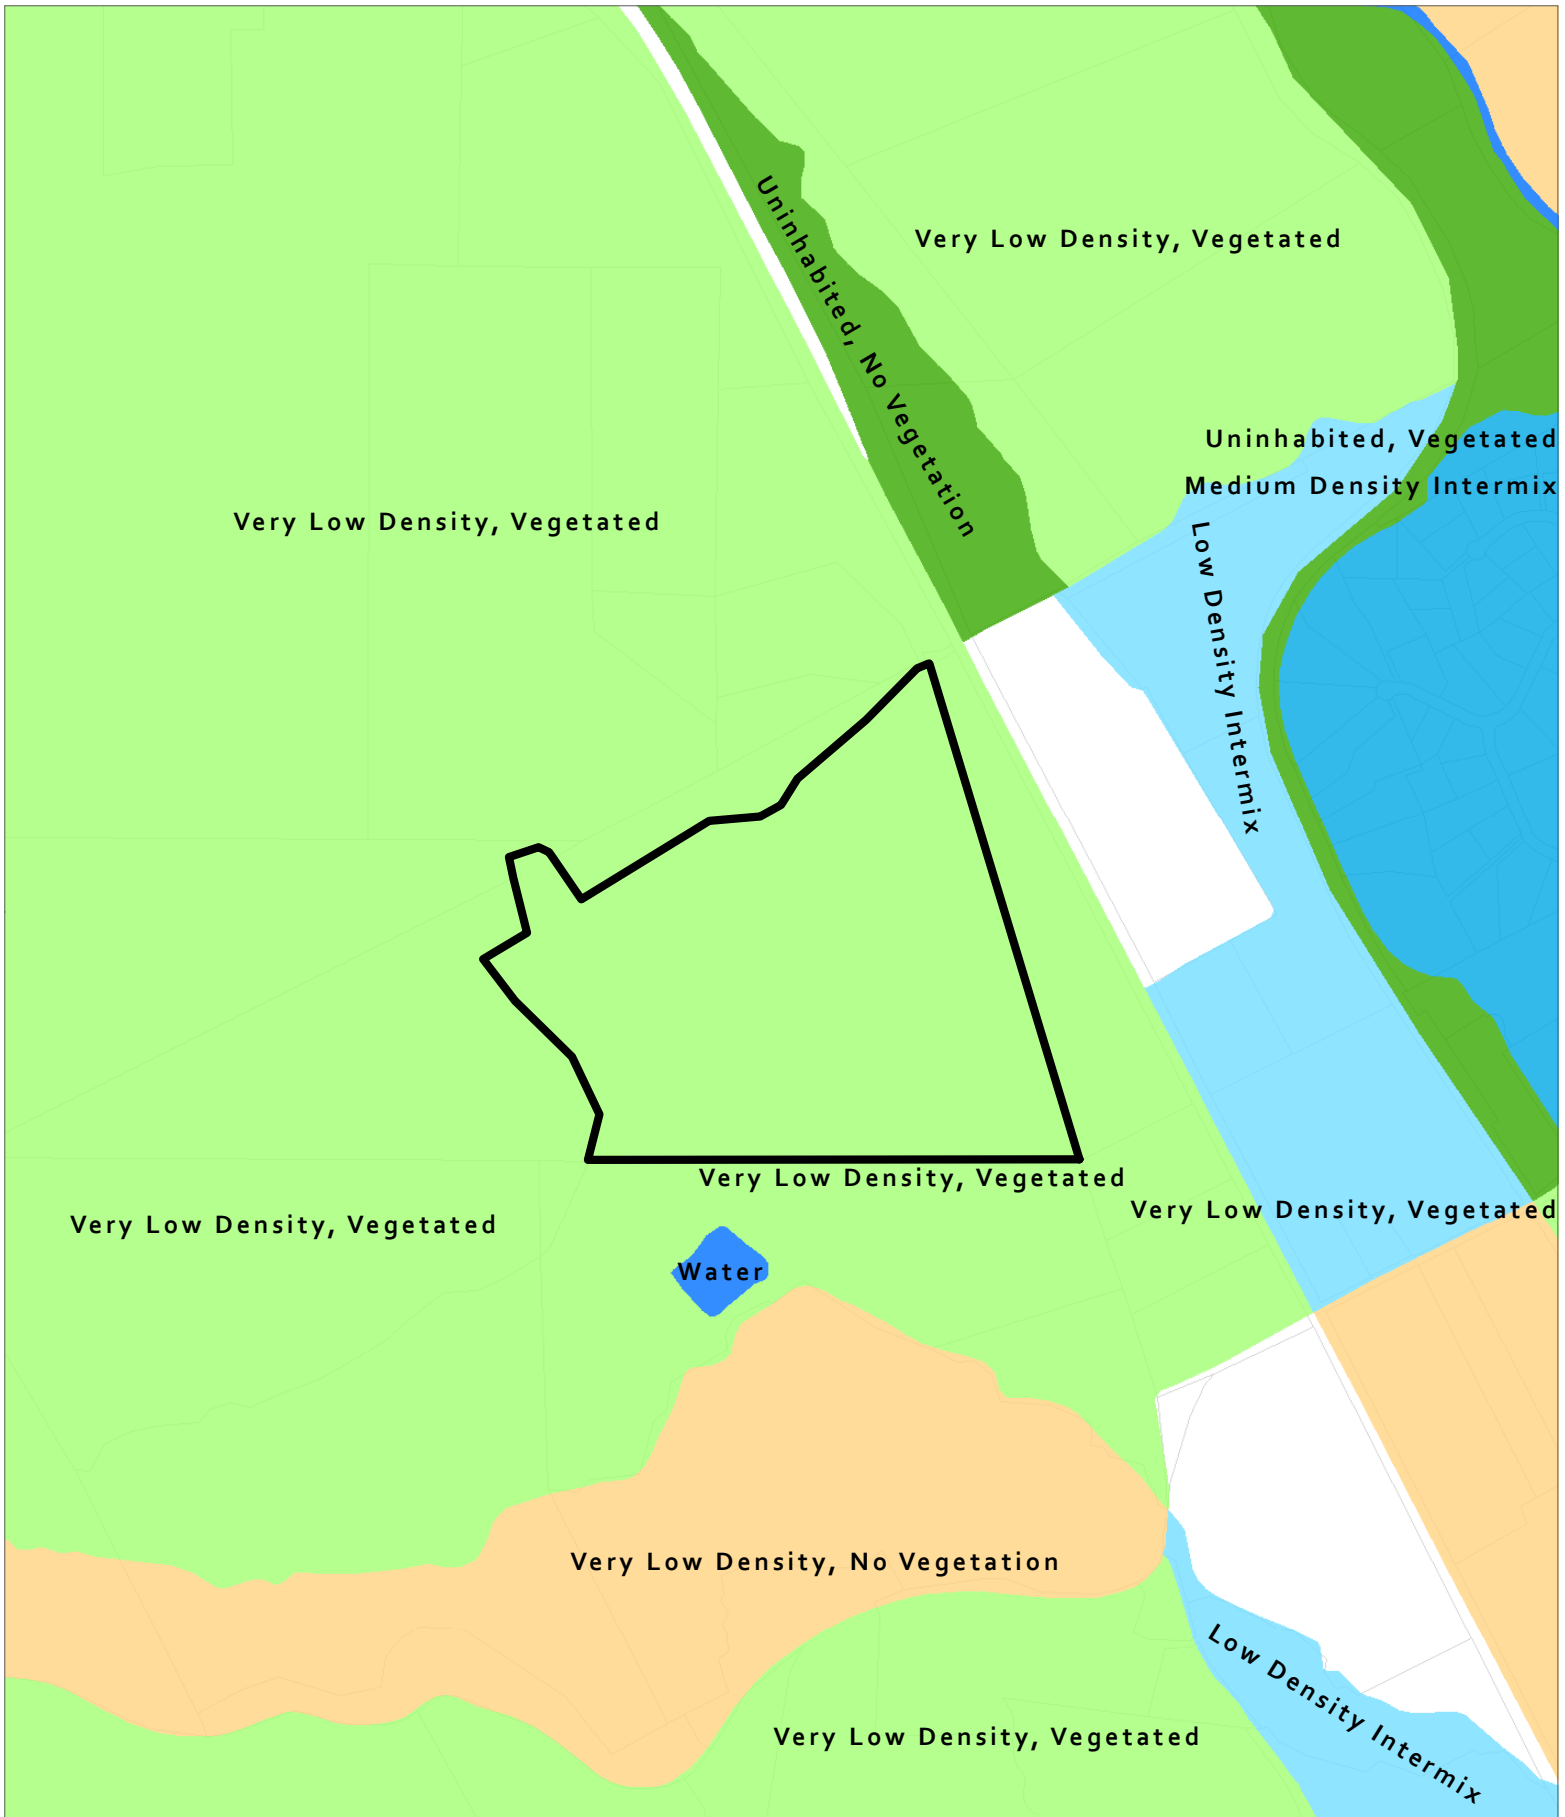 Uninhabited, No Vegetation
Very Low Density, Vegetated
Uninhabited, Vegetated
Medium Density Intermix
Very Low Density, Vegetated
Low Density Intermix
Very Low Density, Vegetated
Very Low Density, Vegetated
Very Low Density, Vegetated
Water
Very Low Density, No Vegetation
Low Density Intermix
Very Low Density, Vegetated